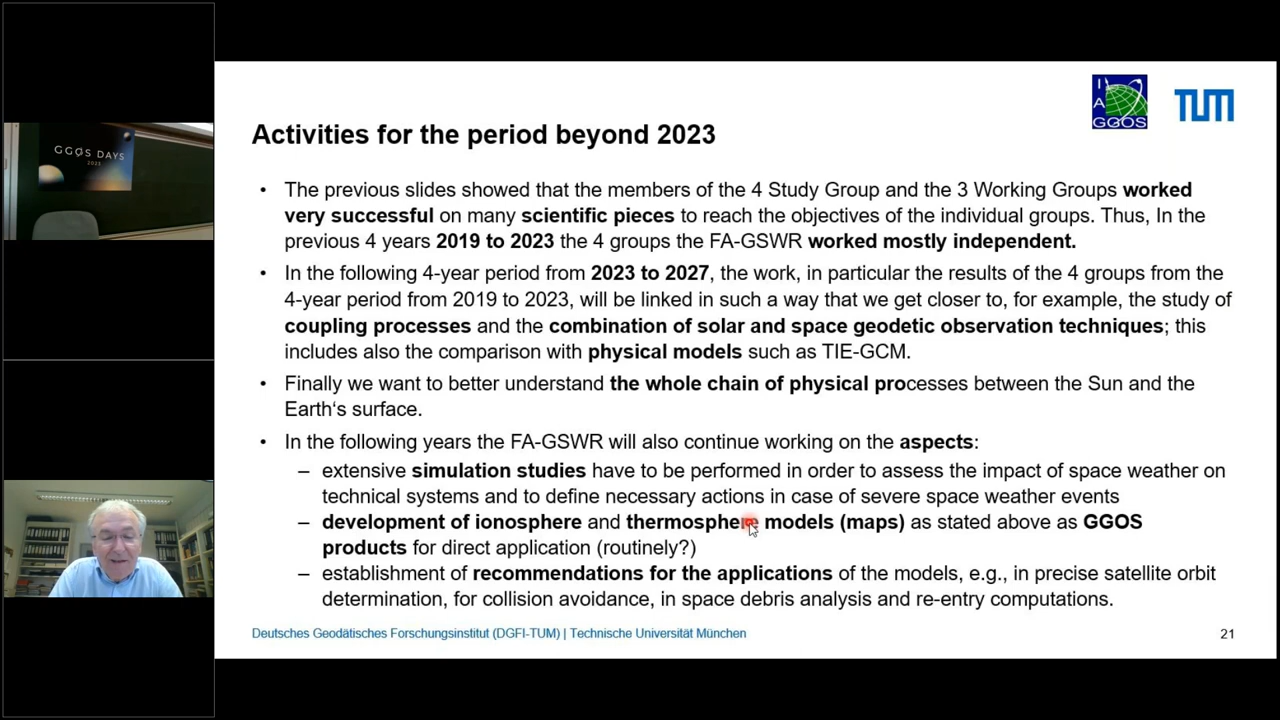 GGOS DAYS
I
A
GGOS
TUM
Activities for the period beyond 2023
• The previous slides showed that the members of the 4 Study Group and the 3 Working Groups worked
very successful on many scientific pieces to reach the objectives of the individual groups. Thus, In the
previous 4 years 2019 to 2023 the 4 groups the FA-GSWR worked mostly independent.
• In the following 4-year period from 2023 to 2027, the work, in particular the results of the 4 groups from the
4-year period from 2019 to 2023, will be linked in such a way that we get closer to, for example, the study of
coupling processes and the combination of solar and space geodetic observation techniques; this
includes also the comparison with physical models such as TIE-GCM.
• Finally we want to better understand the whole chain of physical processes between the Sun and the
Earth‘s surface.
• In the following years the FA-GSWR will also continue working on the aspects:
– extensive simulation studies have to be performed in order to assess the impact of space weather on
technical systems and to define necessary actions in case of severe space weather events
– development of ionosphere and thermosphere models (maps) as stated above as GGOS
products for direct application (routinely?)
– establishment of recommendations for the applications of the models, e.g., in precise satellite orbit
determination, for collision avoidance, in space debris analysis and re-entry computations.
Deutsches Geodätisches Forschungsinstitut (DGFI-TUM) | Technische Universität München
21